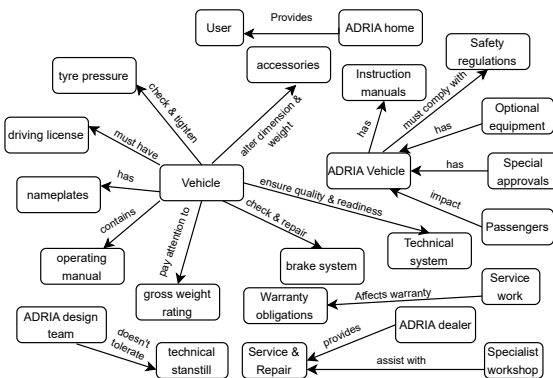 User
Provides
ADRIA home
Safety
regulations
tyre pressure
accessories
Instruction
manuals
must comply with
check & tighten
alter dimension &
weight
Optional
equipment
driving license
must have
has
has
nameplates
has
Vehicle
ADRIA Vehicle
has
Special
approvals
ensure quality & readiness
impact
contains
pay attention to
check & repair
Passengers
operating
manual
brake system
Technical
system
gross weight
rating
Warranty
obligations
Affects warranty
Service
work
ADRIA design
team
doesn't
tolerate
technical
stanstill
provides
ADRIA dealer
Service &
Repair
assist with
Specialist
workshop